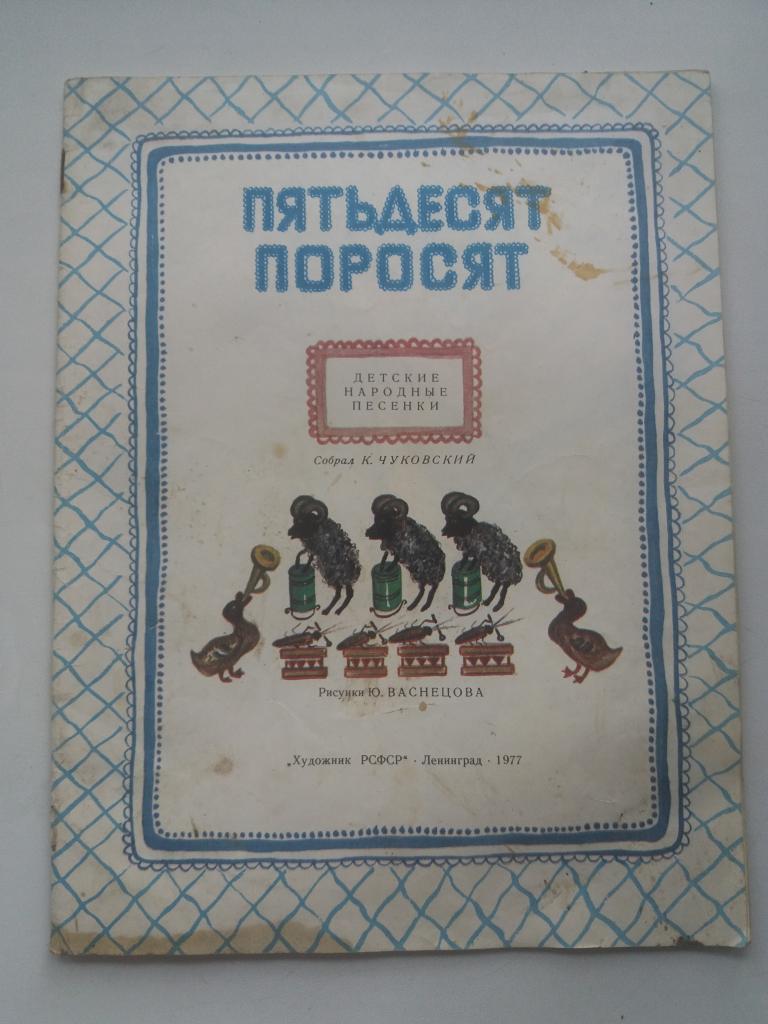 ПЯТЬДЕСЯТ
ПОРОСЯТ
ДЕТСКИЕ
НАРОДНЫЕ
ПЕСЕНКИ
Собрал К. ЧУКОВСКИЙ
Рисунки Ю. ВАСНЕЦОВА
„Художник РСФСР“ · Ленинград · 1977